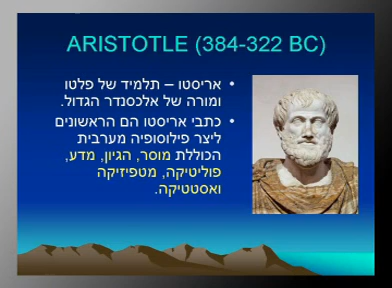 ARISTOTLE (384-322 BC)
• אריסטו – תלמיד של פלטו
ומורה של אלכסנדר הגדול.
• כתבי אריסטו הם הראשונים
ליצר פילוסופיה מערבית
הכוללת מוסר, הגיון, מדע,
פוליטיקה, מטפיזיקה
ואסטטיקה.